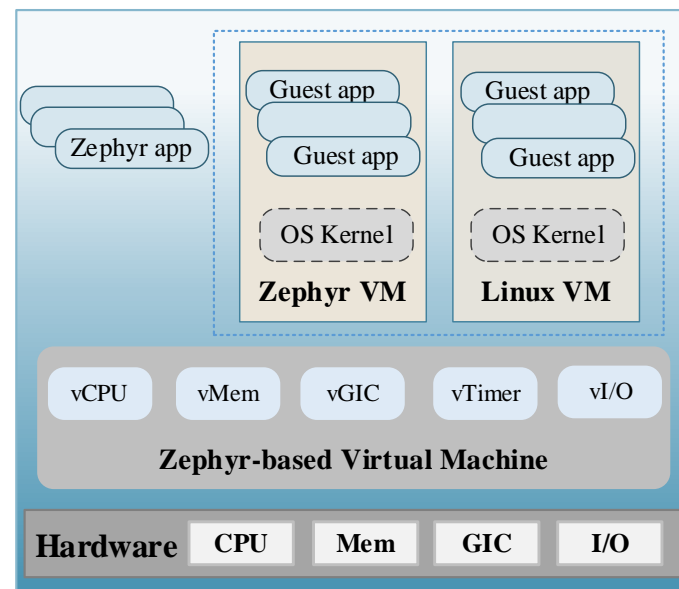 Guest app
Guest app
Zephyr app
Guest app
Guest app
OS Kernel
OS Kernel
Zephyr VM
Linux VM
vCPU
vMem
vGIC
vTimer
vI/O
Zephyr-based Virtual Machine
Hardware
CPU
Mem
GIC
I/O